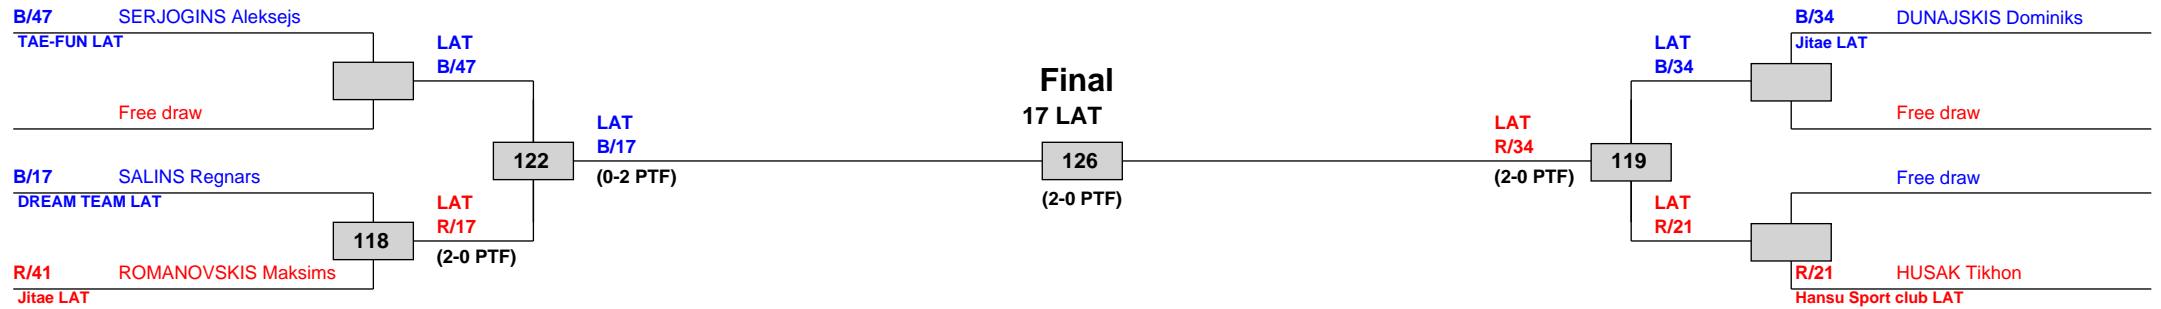 B/47 SERJOGINS Aleksejs
TAE-FUN LAT
LAT
B/47
Free draw
B/17 SALINS Regnars
DREAM TEAM LAT
118
LAT
R/17
(2-0 PTF)
R/41 ROMANOVSKIS Maksims
Jitae LAT
122
LAT
B/17
(0-2 PTF)
Final
17 LAT
126
(2-0 PTF)
LAT
R/34
(2-0 PTF)
119
LAT
B/34
B/34 DUNAJSKIS Dominiks
Jitae LAT
Free draw
Free draw
LAT
R/21
R/21 HUSAK Tikhon
Hansu Sport club LAT